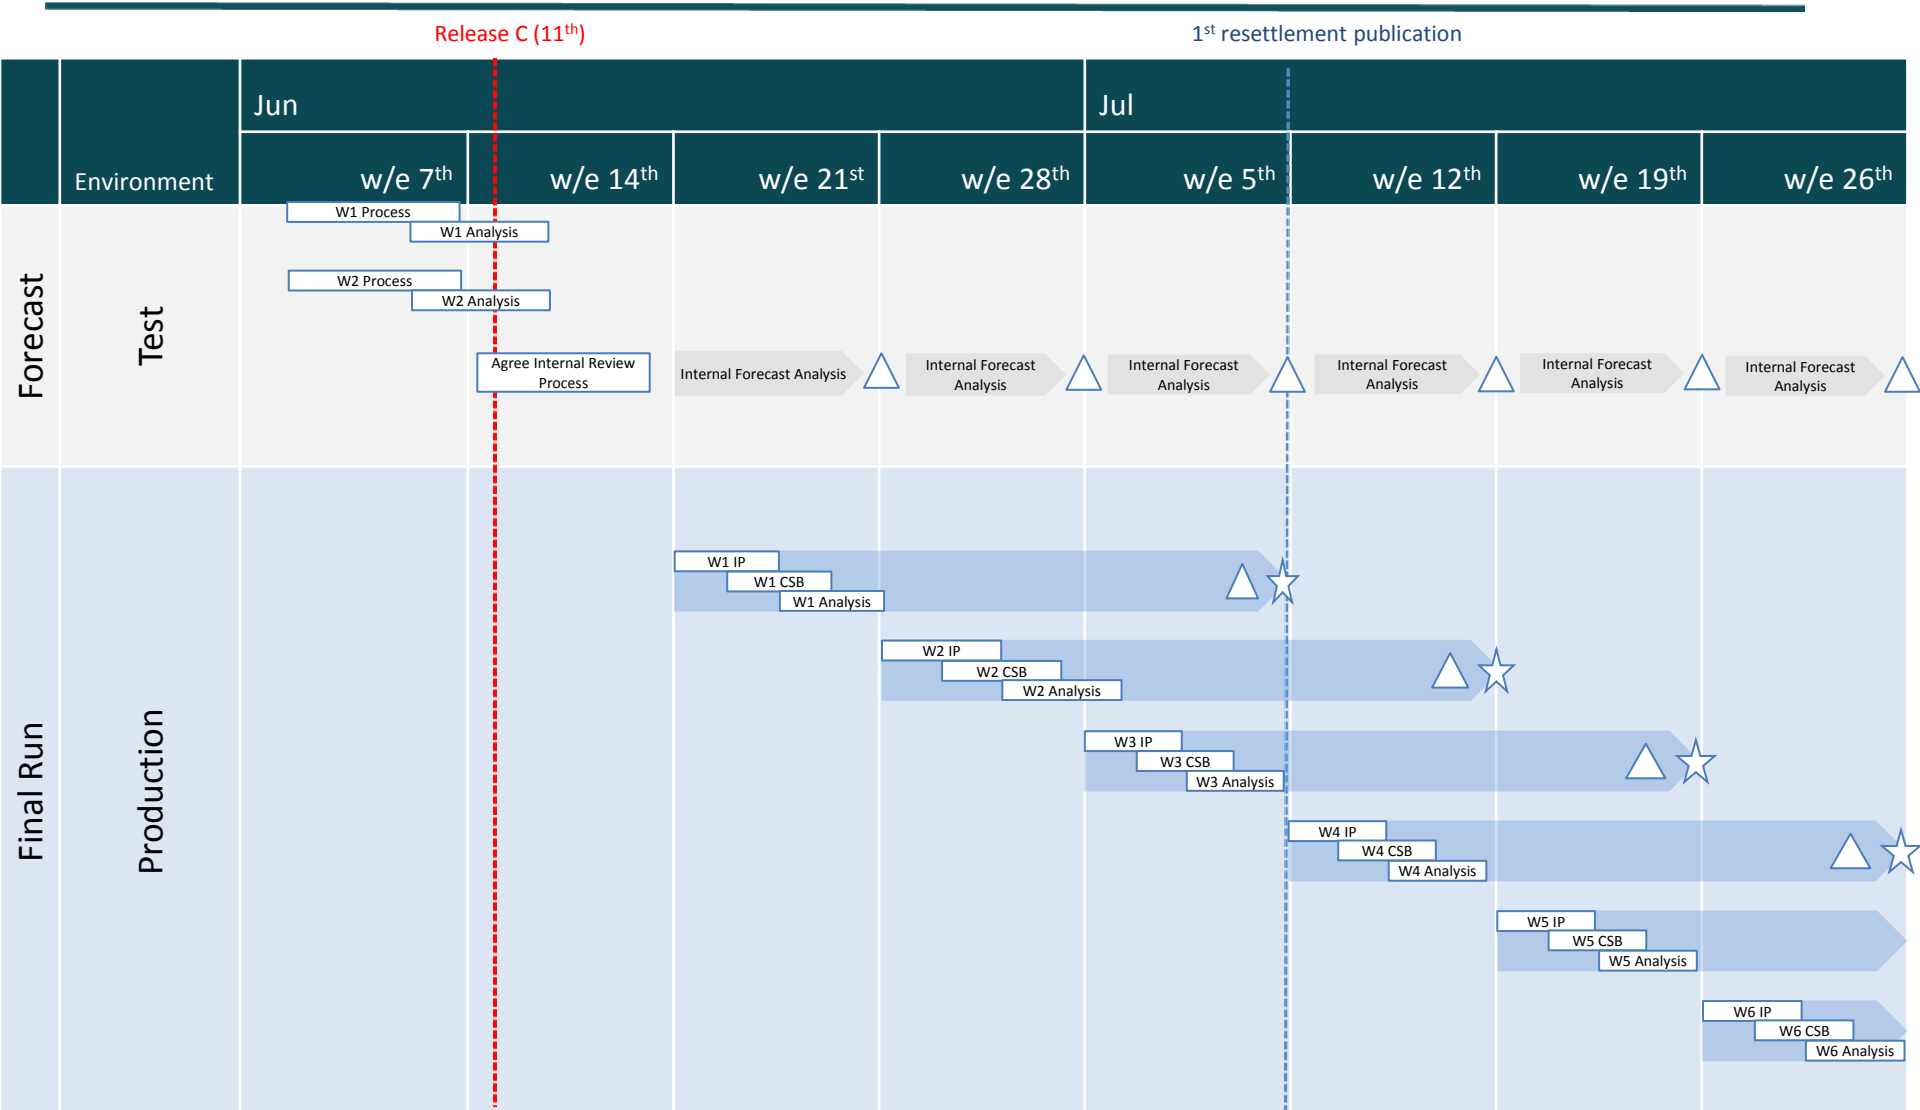 Release C (11th)
1st resettlement publication
Jun
Jul
Environment
w/e 7th
w/e 14th
w/e 21st
w/e 28th
w/e 5th
w/e 12th
w/e 19th
w/e 26th
Forecast
Test
W1 Process
W1 Analysis
W2 Process
W2 Analysis
Agree Internal Review
Process
Internal Forecast Analysis
Internal Forecast
Analysis
Internal Forecast
Analysis
Internal Forecast
Analysis
Internal Forecast
Analysis
Internal Forecast
Analysis
Final Run
Production
W1 IP
W1 CSB
W1 Analysis
W2 IP
W2 CSB
W2 Analysis
W3 IP
W3 CSB
W3 Analysis
W4 IP
W4 CSB
W4 Analysis
W5 IP
W5 CSB
W5 Analysis
W6 IP
W6 CSB
W6 Analysis